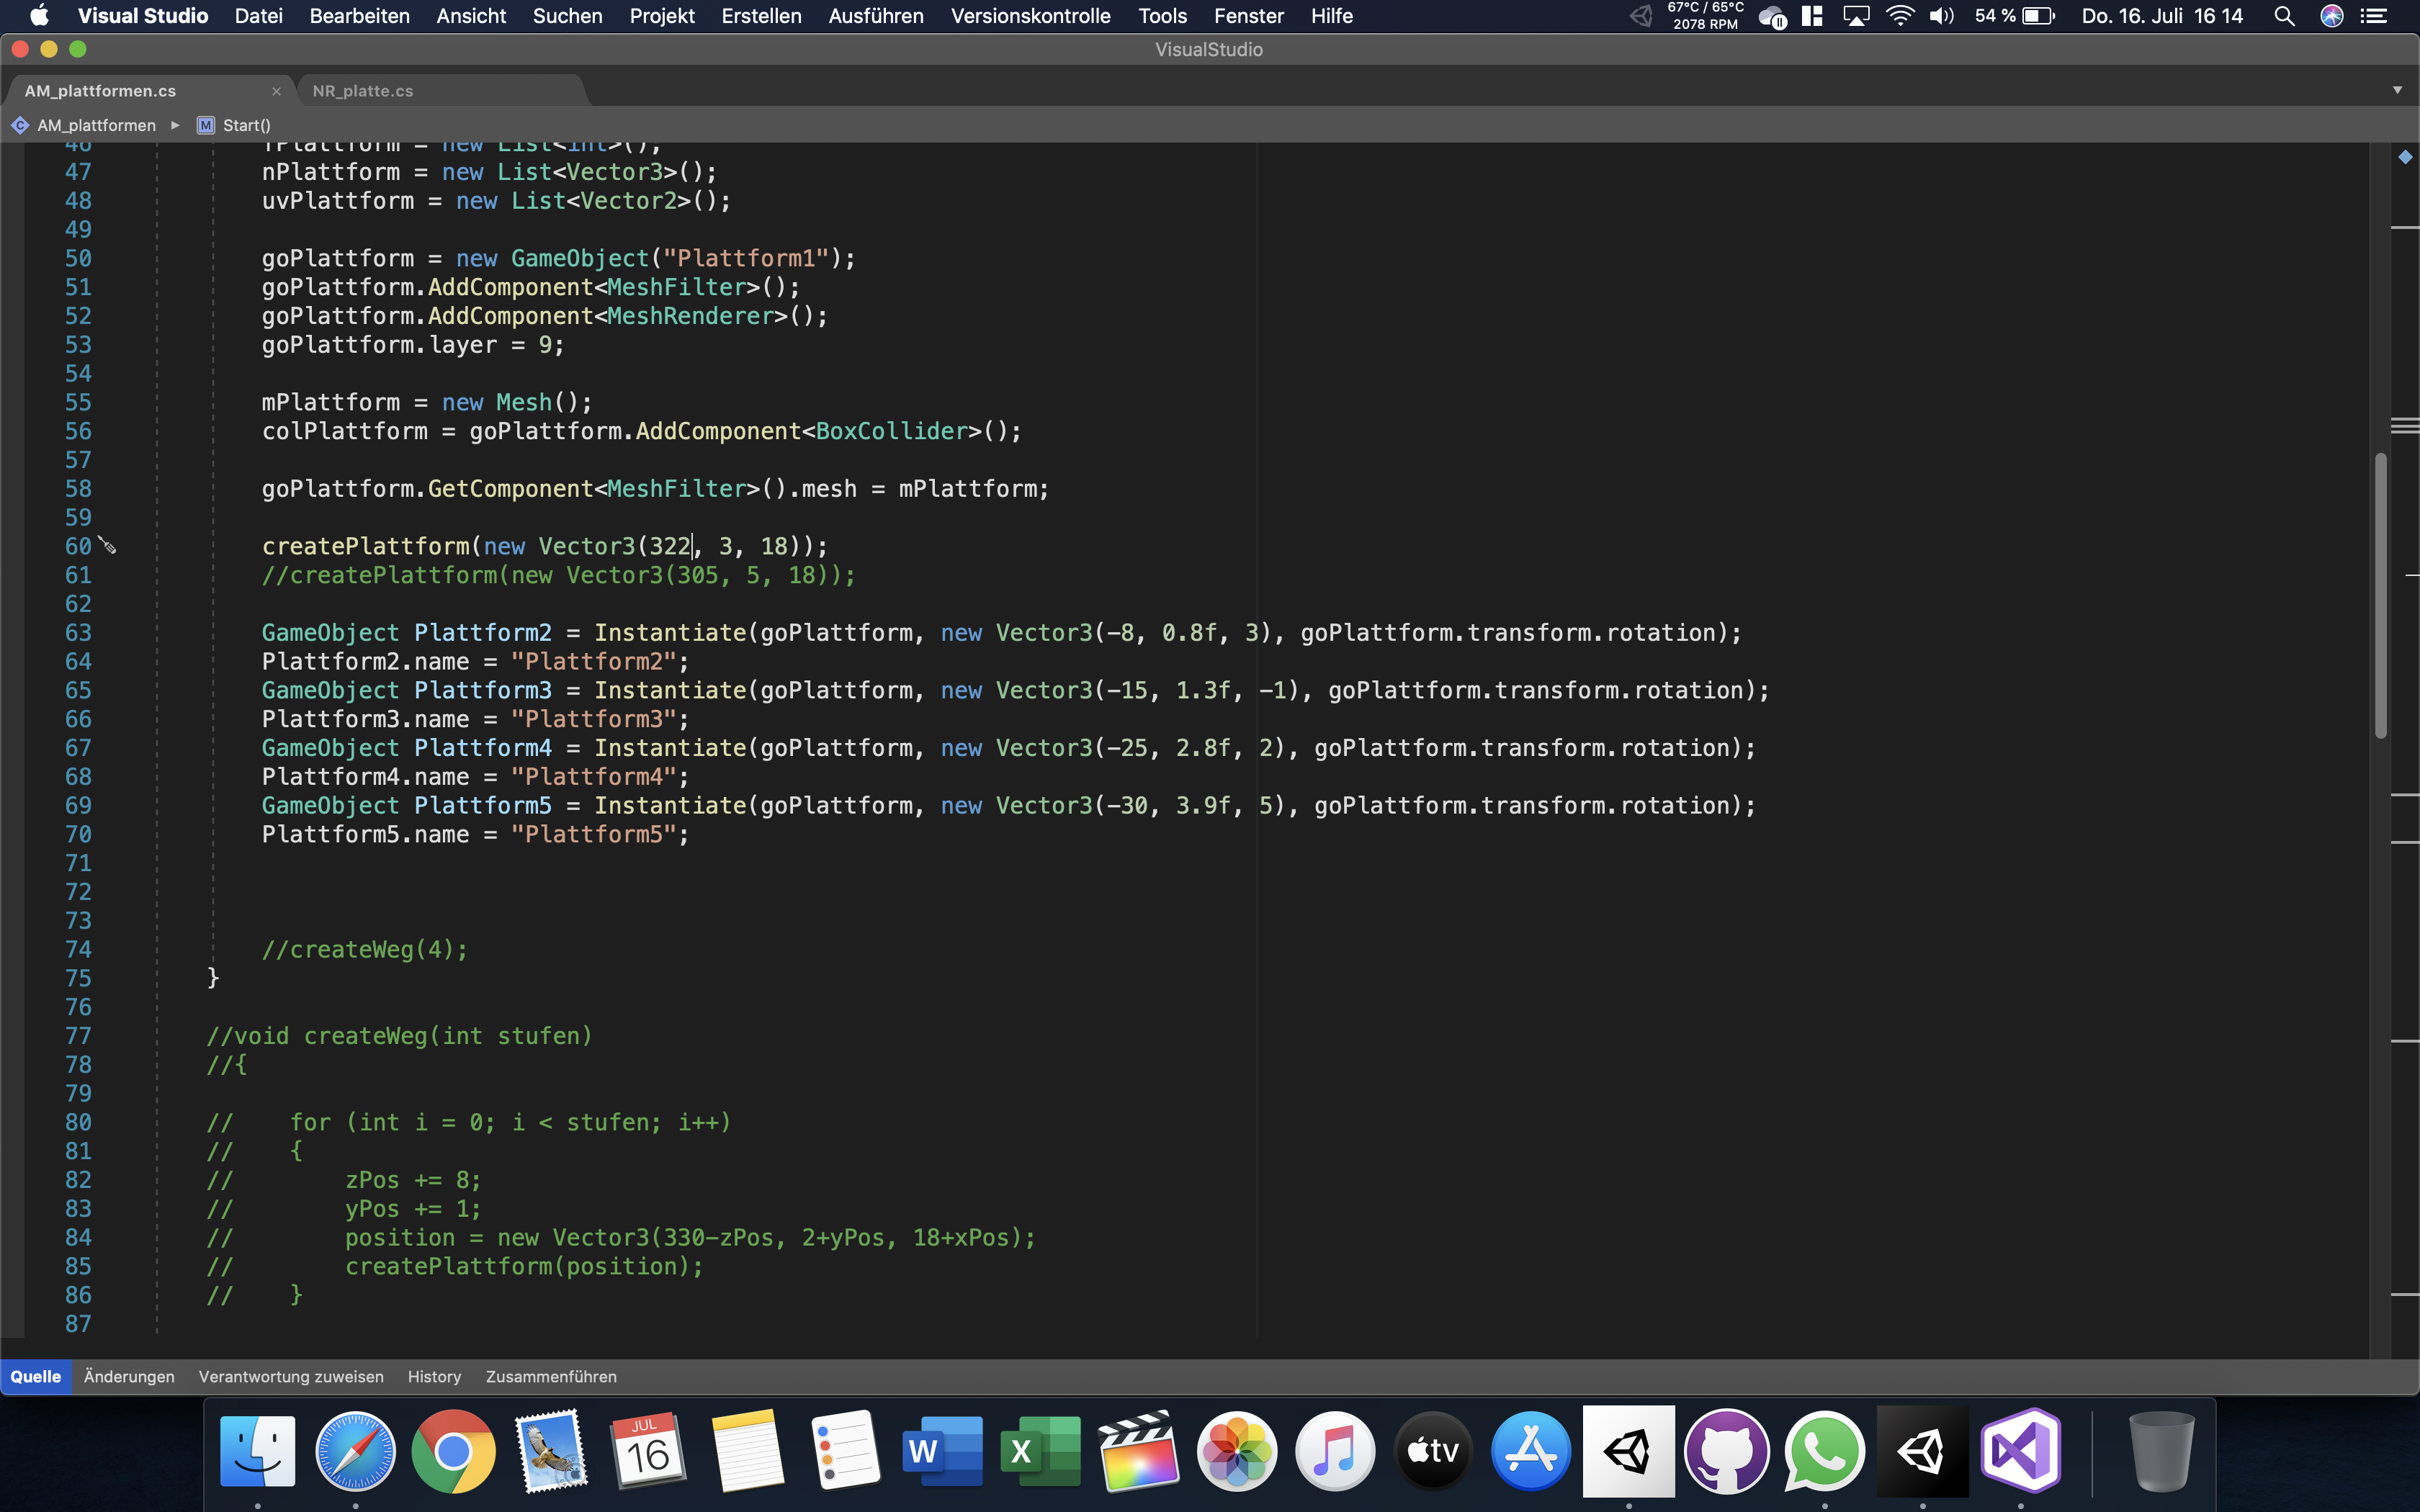 Visual Studio Datei Bearbeiten Ansicht Suchen Projekt Erstellen Ausführen Versionskontrolle Tools Fenster Hilfe 67°C / 65°C 2078 RPM 54 % Do. 16. Juli 16 14
VisualStudio
AM_plattformen.cs × NR_platte.cs
AM_plattformen ▸ M Start()
46 fPlattform = new List<int>();
47 nPlattform = new List<Vector3>();
48 uvPlattform = new List<Vector2>();
49
50 goPlattform = new GameObject("Plattform1");
51 goPlattform.AddComponent<MeshFilter>();
52 goPlattform.AddComponent<MeshRenderer>();
53 goPlattform.layer = 9;
54
55 mPlattform = new Mesh();
56 colPlattform = goPlattform.AddComponent<BoxCollider>();
57
58 goPlattform.GetComponent<MeshFilter>().mesh = mPlattform;
59
60 createPlattform(new Vector3(322, 3, 18));
61 //createPlattform(new Vector3(305, 5, 18));
62
63 GameObject Plattform2 = Instantiate(goPlattform, new Vector3(-8, 0.8f, 3), goPlattform.transform.rotation);
64 Plattform2.name = "Plattform2";
65 GameObject Plattform3 = Instantiate(goPlattform, new Vector3(-15, 1.3f, -1), goPlattform.transform.rotation);
66 Plattform3.name = "Plattform3";
67 GameObject Plattform4 = Instantiate(goPlattform, new Vector3(-25, 2.8f, 2), goPlattform.transform.rotation);
68 Plattform4.name = "Plattform4";
69 GameObject Plattform5 = Instantiate(goPlattform, new Vector3(-30, 3.9f, 5), goPlattform.transform.rotation);
70 Plattform5.name = "Plattform5";
71
72
73
74 //createWeg(4);
75 }
76
77 //void createWeg(int stufen)
78 //{
79
80 // for (int i = 0; i < stufen; i++)
81 // {
82 // zPos += 8;
83 // yPos += 1;
84 // position = new Vector3(330-zPos, 2+yPos, 18+xPos);
85 // createPlattform(position);
86 // }
87
Quelle Änderungen Verantwortung zuweisen History Zusammenführen
JUL 16 W X tv